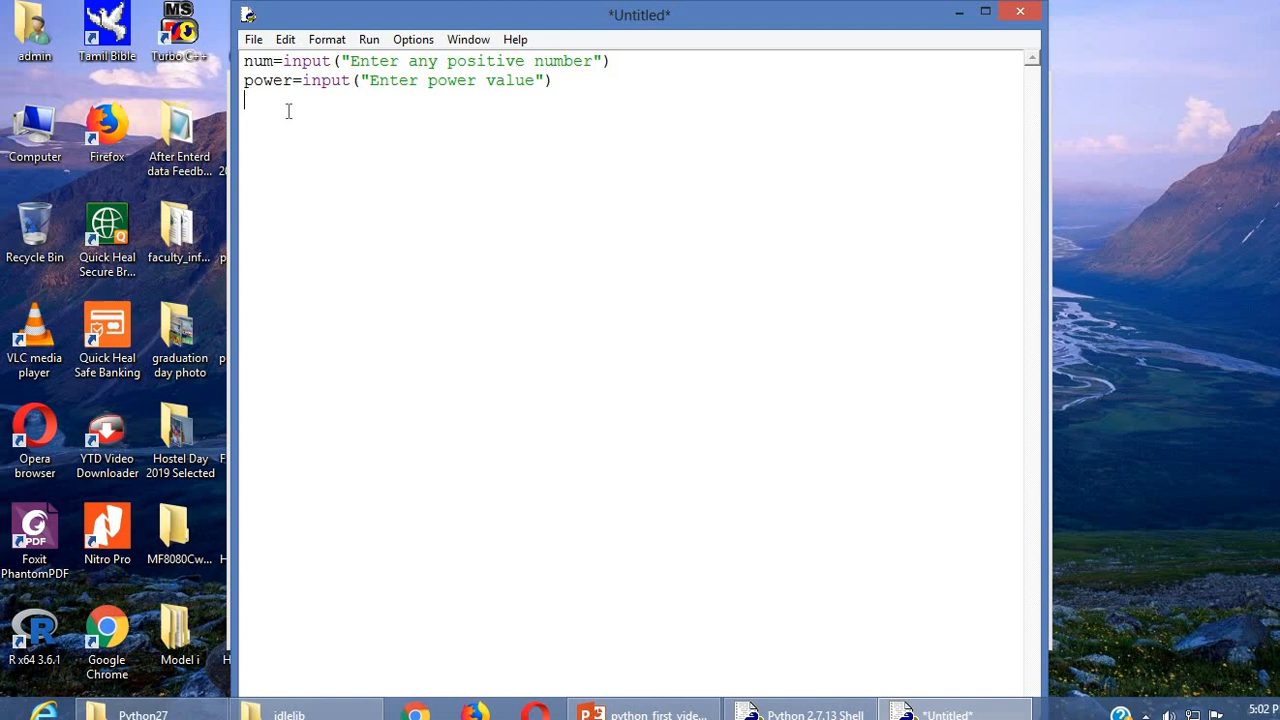 *Untitled*
File Edit Format Run Options Window Help
num=input("Enter any positive number")
power=input("Enter power value")
admin
Tamil Bible
MS
Turbo C++
Computer
Firefox
After Enterd
data Feedb...
Recycle Bin
Quick Heal
Secure Br...
faculty_inf...
VLC media
player
Quick Heal
Safe Banking
graduation
day photo
Opera
browser
YTD Video
Downloader
Hostel Day
2019 Selected
PDF
Foxit
PhantomPDF
Nitro Pro
MF8080Cw...
R x64 3.6.1
Google
Chrome
Model i
Python27
idlelib
python_first_vide...
Python 2.7.13 Shell
*Untitled*
5:02 P